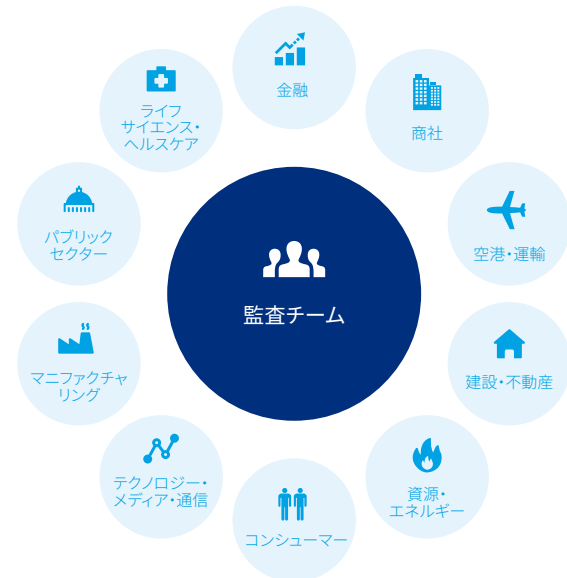 金融
商社
空港・運輸
建設・不動産
資源・
エネルギー
コンシューマー
テクノロジー・
メディア・通信
マニファクチャ
リング
パブリック
セクター
ライフ
サイエンス・
ヘルスケア
監査チーム